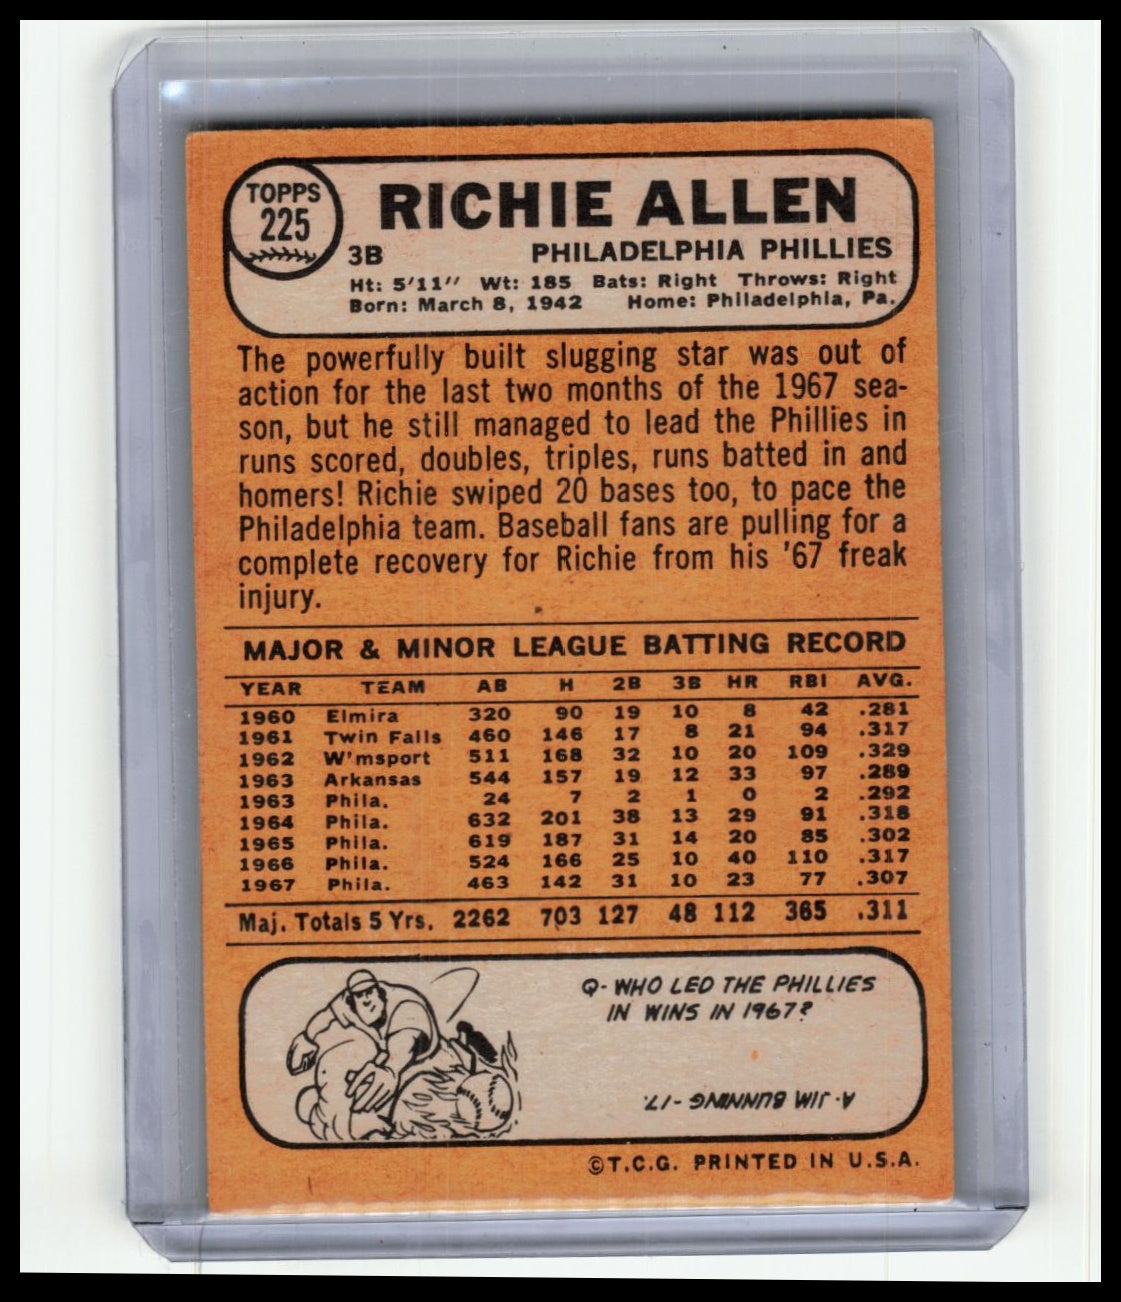 TOPPS
225
RICHIE ALLEN
3B PHILADELPHIA PHILLIES
Ht: 5'11" Wt: 185 Bats: Right Throws: Right
Born: March 8, 1942 Home: Philadelphia, Pa.
The powerfully built slugging star was out of
action for the last two months of the 1967 sea-
son, but he still managed to lead the Phillies in
runs scored, doubles, triples, runs batted in and
homers! Richie swiped 20 bases too, to pace the
Philadelphia team. Baseball fans are pulling for a
complete recovery for Richie from his '67 freak
injury.
MAJOR & MINOR LEAGUE BATTING RECORD
YEAR TEAM AB H 2B 3B HR RBI AVG.
1960 Elmira 320 90 19 10 8 42 .281
1961 Twin Falls 460 146 17 8 21 94 .317
1962 W'msport 511 168 32 10 20 109 .329
1963 Arkansas 544 157 19 12 33 97 .289
1963 Phila. 24 7 2 1 0 2 .292
1964 Phila. 632 201 38 13 29 91 .318
1965 Phila. 619 187 31 14 20 85 .302
1966 Phila. 524 166 25 10 40 110 .317
1967 Phila. 463 142 31 10 23 77 .307
Maj. Totals 5 Yrs. 2262 703 127 48 112 365 .311
Q- WHO LED THE PHILLIES
IN WINS IN 1967?
A- JIM BUNNING -17.
©T.C.G. PRINTED IN U.S.A.